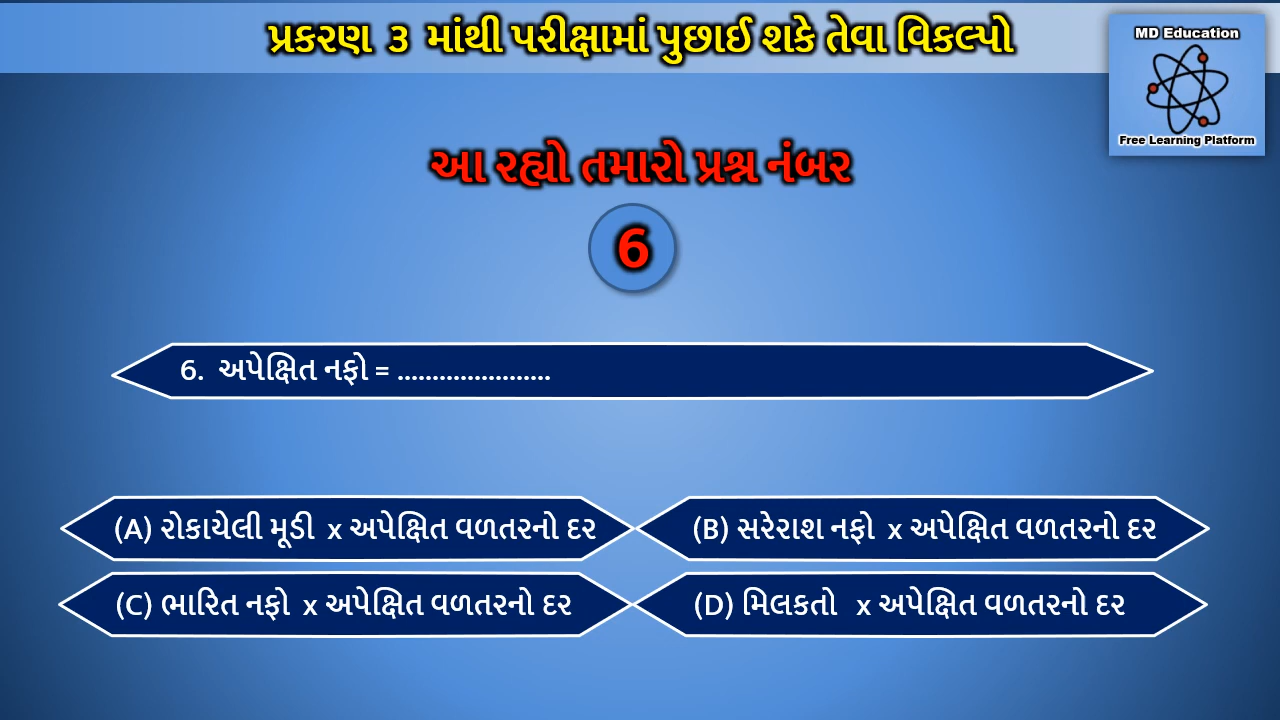 પ્રકરણ ૩ માંથી પરીક્ષામાં પુછાઈ શકે તેવા વિકલ્પો
MD Education
Free Learning Platform
આ રહ્યો તમારો પ્રશ્ન નંબર
6
6. અપેક્ષિત નફો = ......................
(A) રોકાયેલી મૂડી x અપેક્ષિત વળતરનો દર
(B) સરેરાશ નફો x અપેક્ષિત વળતરનો દર
(C) ભારિત નફો x અપેક્ષિત વળતરનો દર
(D) મિલકતો x અપેક્ષિત વળતરનો દર